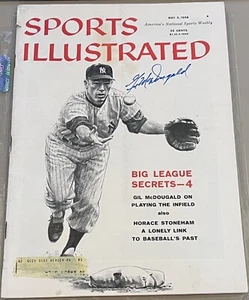 MAY 5, 1958
SPORTS
America's National Sports Weekly
25 CENTS
ILLUSTRATED
Gil McDougald
BIG LEAGUE
SECRETS—4
GIL McDOUGALD ON
PLAYING THE INFIELD
also
HORACE STONEHAM
A LONELY LINK
TO BASEBALL'S PAST